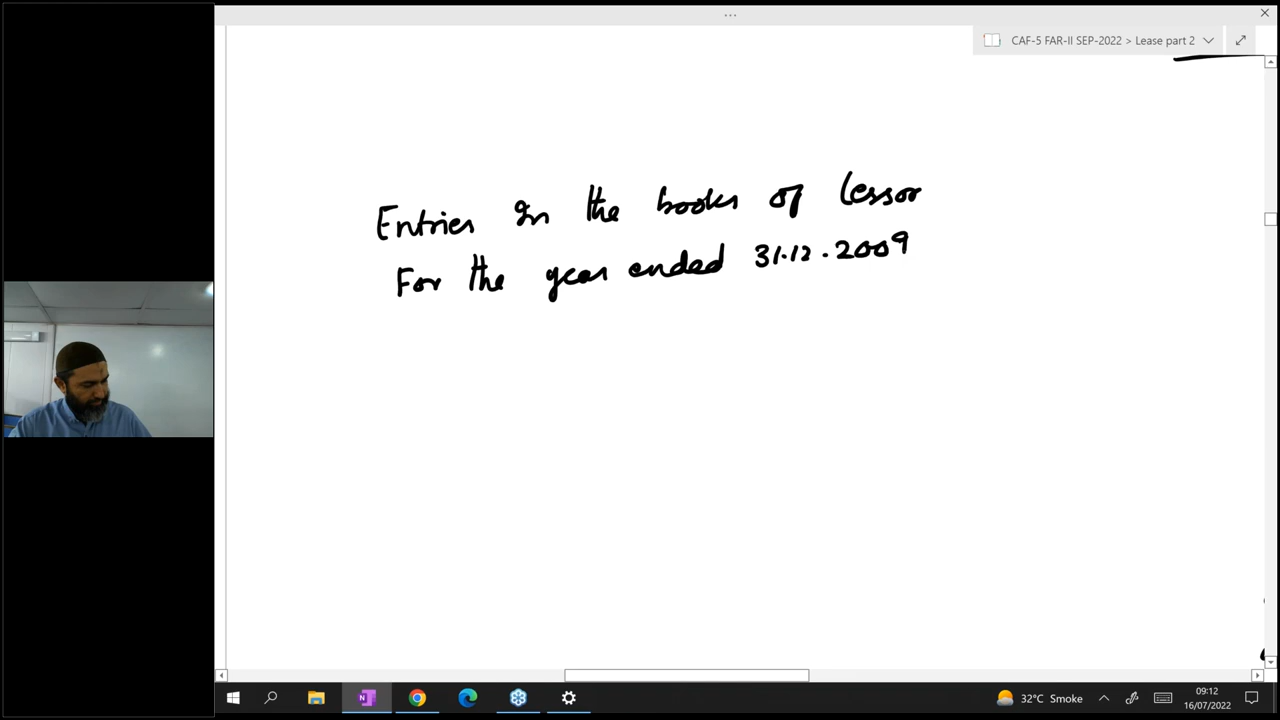 CAF-5 FAR-II SEP-2022 > Lease part 2
Entries In the books of lessor
For the year ended 31.12.2009
32°C Smoke
09:12
16/07/2022